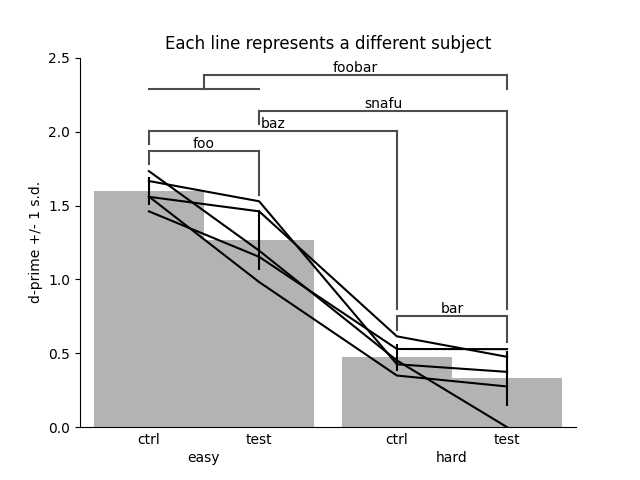 Each line represents a different subject
2.5
2.0
1.5
1.0
0.5
0.0
d-prime +/- 1 s.d.
foobar
snafu
baz
foo
bar
ctrl test ctrl test
easy hard